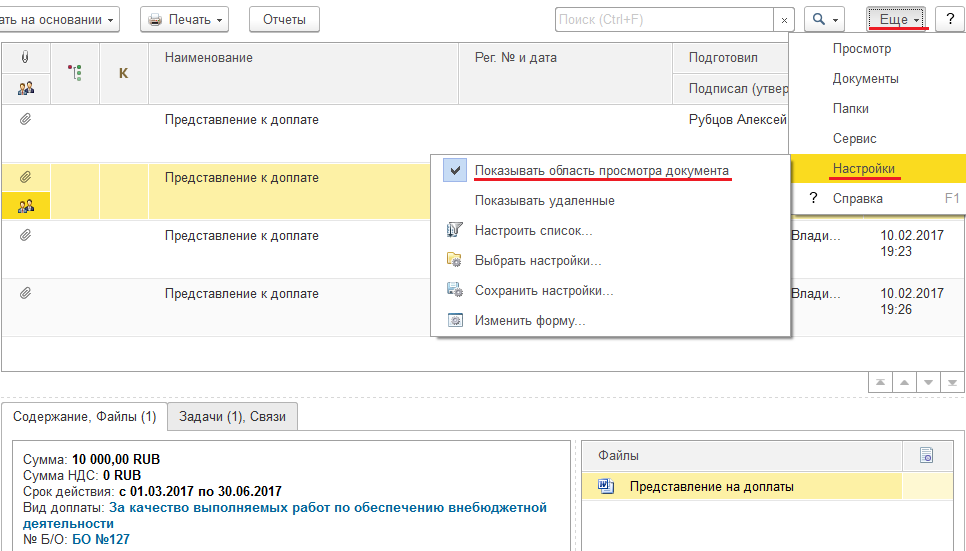 ать на основании
Печать
Отчеты
Поиск (Ctrl+F)
×
Еще
?
К
Наименование
Рег. № и дата
Подготовил
Подписал (утвер
Просмотр
Документы
Папки
Сервис
Настройки
? Справка F1
Представление к доплате
Рубцов Алексей
Представление к доплате
Представление к доплате
Влади... 10.02.2017
19:23
Представление к доплате
Влади... 10.02.2017
19:26
Показывать область просмотра документа
Показывать удаленные
Настроить список...
Выбрать настройки...
Сохранить настройки...
Изменить форму...
Содержание, Файлы (1)
Задачи (1), Связи
Сумма: 10 000,00 RUB
Сумма НДС: 0 RUB
Срок действия: с 01.03.2017 по 30.06.2017
Вид доплаты: За качество выполняемых работ по обеспечению внебюджетной
деятельности
№ Б/О: БО №127
Файлы
Представление на доплаты